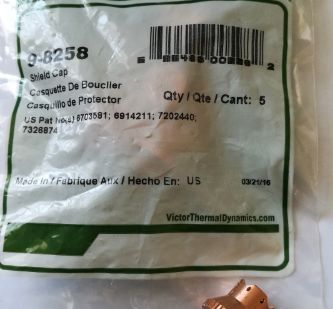 9-8258
Shield Cap
Casquette De Bouclier
Casquillo de Protector
Qty / Qte / Cant: 5
US Pat No(s) 6703581; 6914211; 7202440;
7326874
Made In / Fabrique Aux / Hecho En: US
03/21/16
VictorThermalDynamics.com